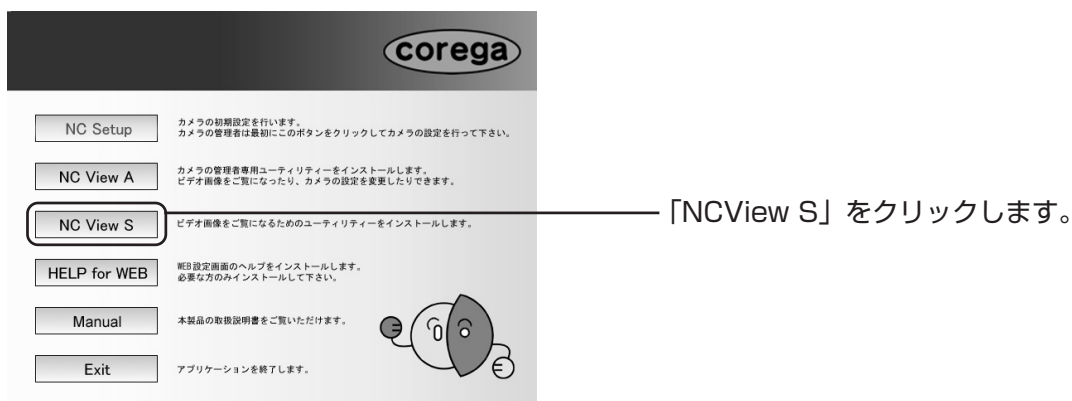 corega
NC Setup
カメラの初期設定を行います。
カメラの管理者は最初にこのボタンをクリックしてカメラの設定を行って下さい。
NC View A
カメラの管理者専用ユーティリティーをインストールします。
ビデオ画像をご覧になったり、カメラの設定を変更したりできます。
NC View S
ビデオ画像をご覧になるためのユーティリティーをインストールします。
「NCView S」をクリックします。
HELP for WEB
WEB設定画面のヘルプをインストールします。
必要な方のみインストールして下さい。
Manual
本製品の取扱説明書をご覧いただけます。
Exit
アプリケーションを終了します。